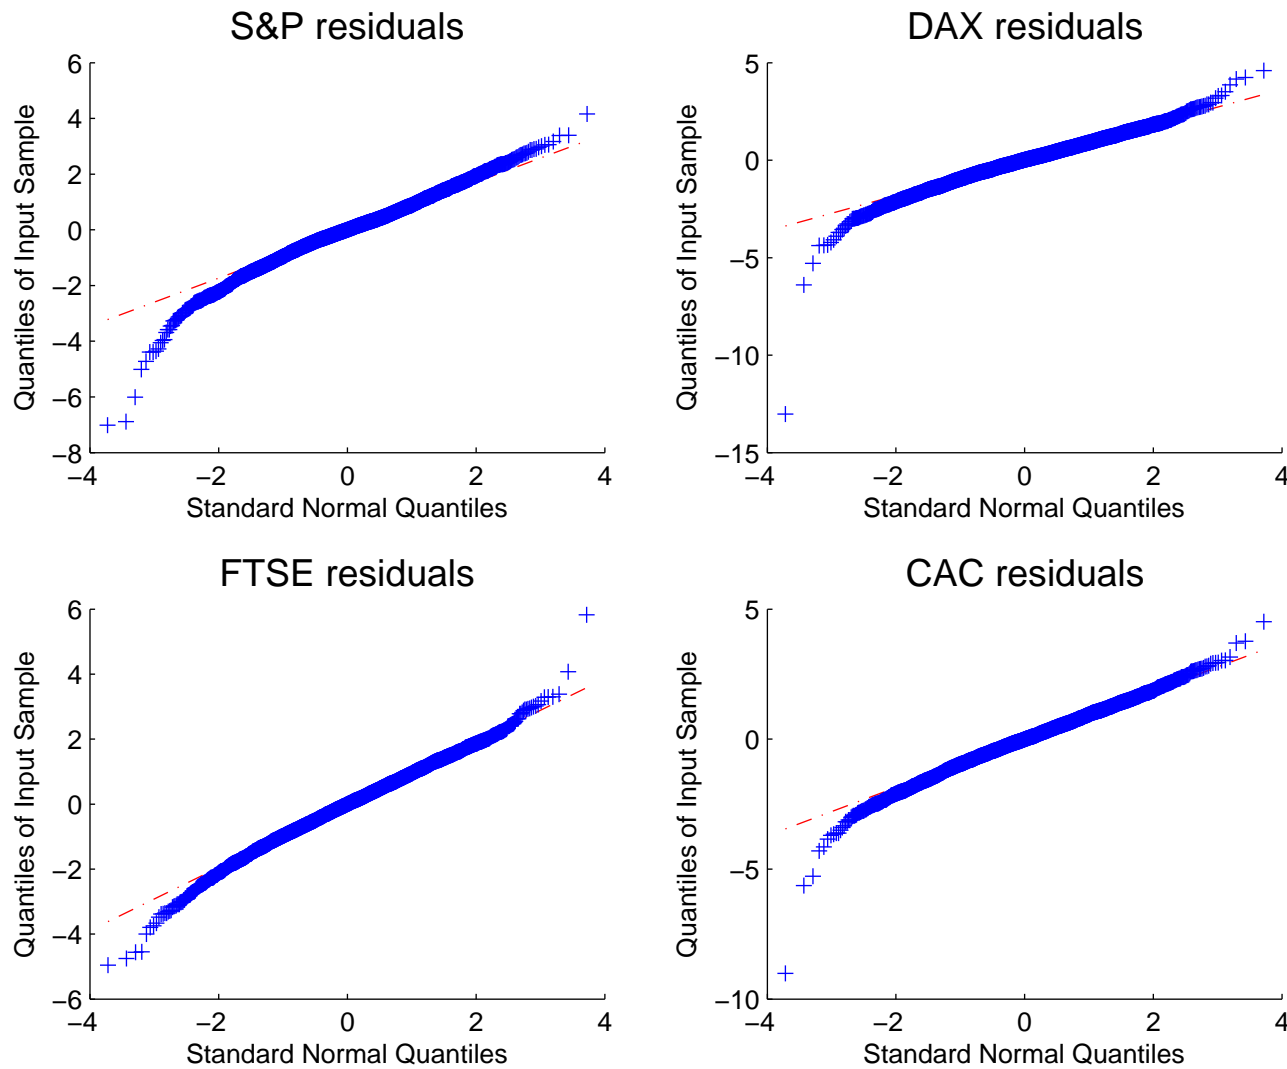 S&P residuals
6
4
2
0
−2
−4
−6
−8
−4 −2 0 2 4
Quantiles of Input Sample
Standard Normal Quantiles
DAX residuals
5
0
−5
−10
−15
−4 −2 0 2 4
Quantiles of Input Sample
Standard Normal Quantiles
FTSE residuals
6
4
2
0
−2
−4
−6
−4 −2 0 2 4
Quantiles of Input Sample
Standard Normal Quantiles
CAC residuals
5
0
−5
−10
−4 −2 0 2 4
Quantiles of Input Sample
Standard Normal Quantiles